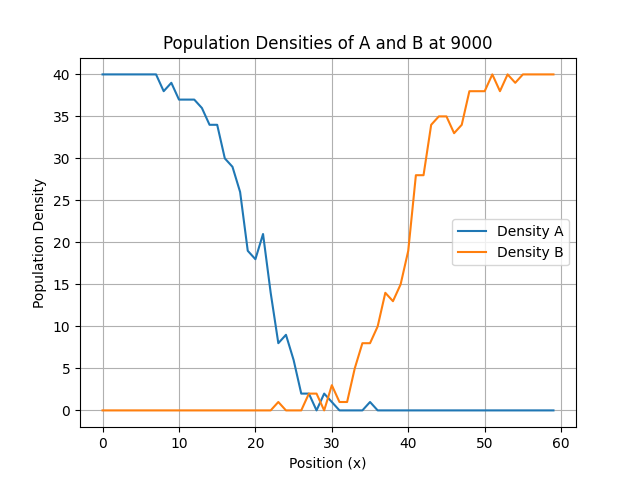 Population Densities of A and B at 9000
40
35
30
25
20
15
10
5
0
Population Density
Density A
Density B
0 10 20 30 40 50 60
Position (x)